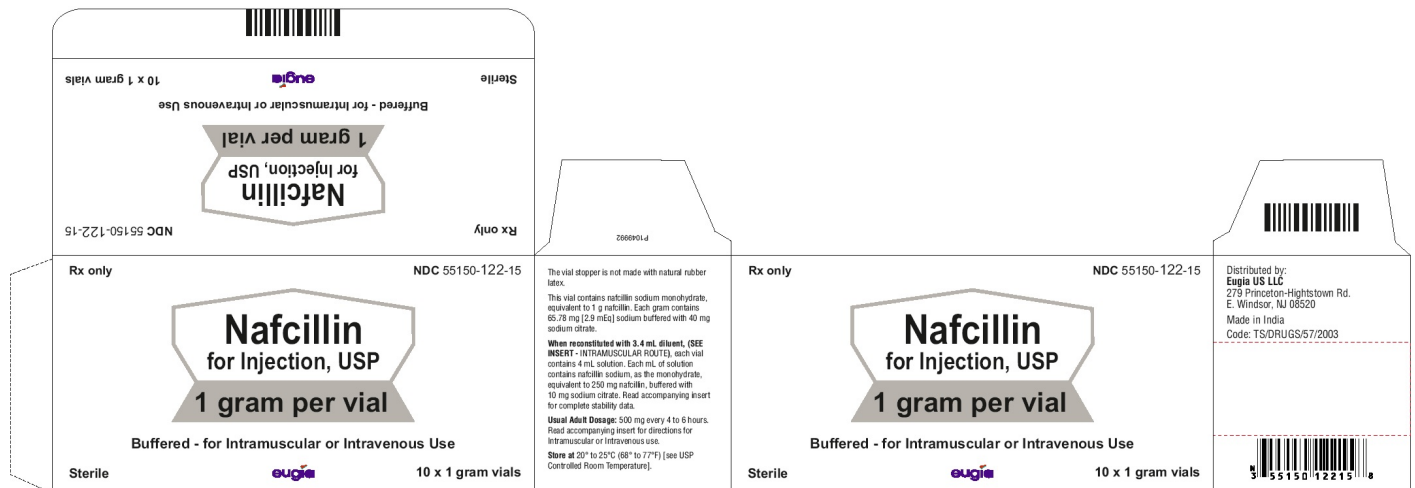 10 x 1 gram vials
eugia
Sterile
Buffered - for Intramuscular or Intravenous Use
1 gram per vial
for Injection, USP
Nafcillin
NDC 55150-122-15
Rx only
P1049992
Rx only
NDC 55150-122-15
Nafcillin
for Injection, USP
1 gram per vial
Buffered - for Intramuscular or Intravenous Use
Sterile
eugia
10 x 1 gram vials
The vial stopper is not made with natural rubber
latex.
This vial contains nafcillin sodium monohydrate,
equivalent to 1 g nafcillin. Each gram contains
65.78 mg [2.9 mEq] sodium buffered with 40 mg
sodium citrate.
When reconstituted with 3.4 mL diluent, (SEE
INSERT - INTRAMUSCULAR ROUTE), each vial
contains 4 mL solution. Each mL of solution
contains nafcillin sodium, as the monohydrate,
equivalent to 250 mg nafcillin, buffered with
10 mg sodium citrate. Read accompanying insert
for complete stability data.
Usual Adult Dosage: 500 mg every 4 to 6 hours.
Read accompanying insert for directions for
Intramuscular or Intravenous use.
Store at 20° to 25°C (68° to 77°F) [see USP
Controlled Room Temperature].
Rx only
NDC 55150-122-15
Nafcillin
for Injection, USP
1 gram per vial
Buffered - for Intramuscular or Intravenous Use
Sterile
eugia
10 x 1 gram vials
Distributed by:
Eugia US LLC
279 Princeton-Hightstown Rd.
E. Windsor, NJ 08520
Made in India
Code: TS/DRUGS/57/2003
N
3 55150 12215 8